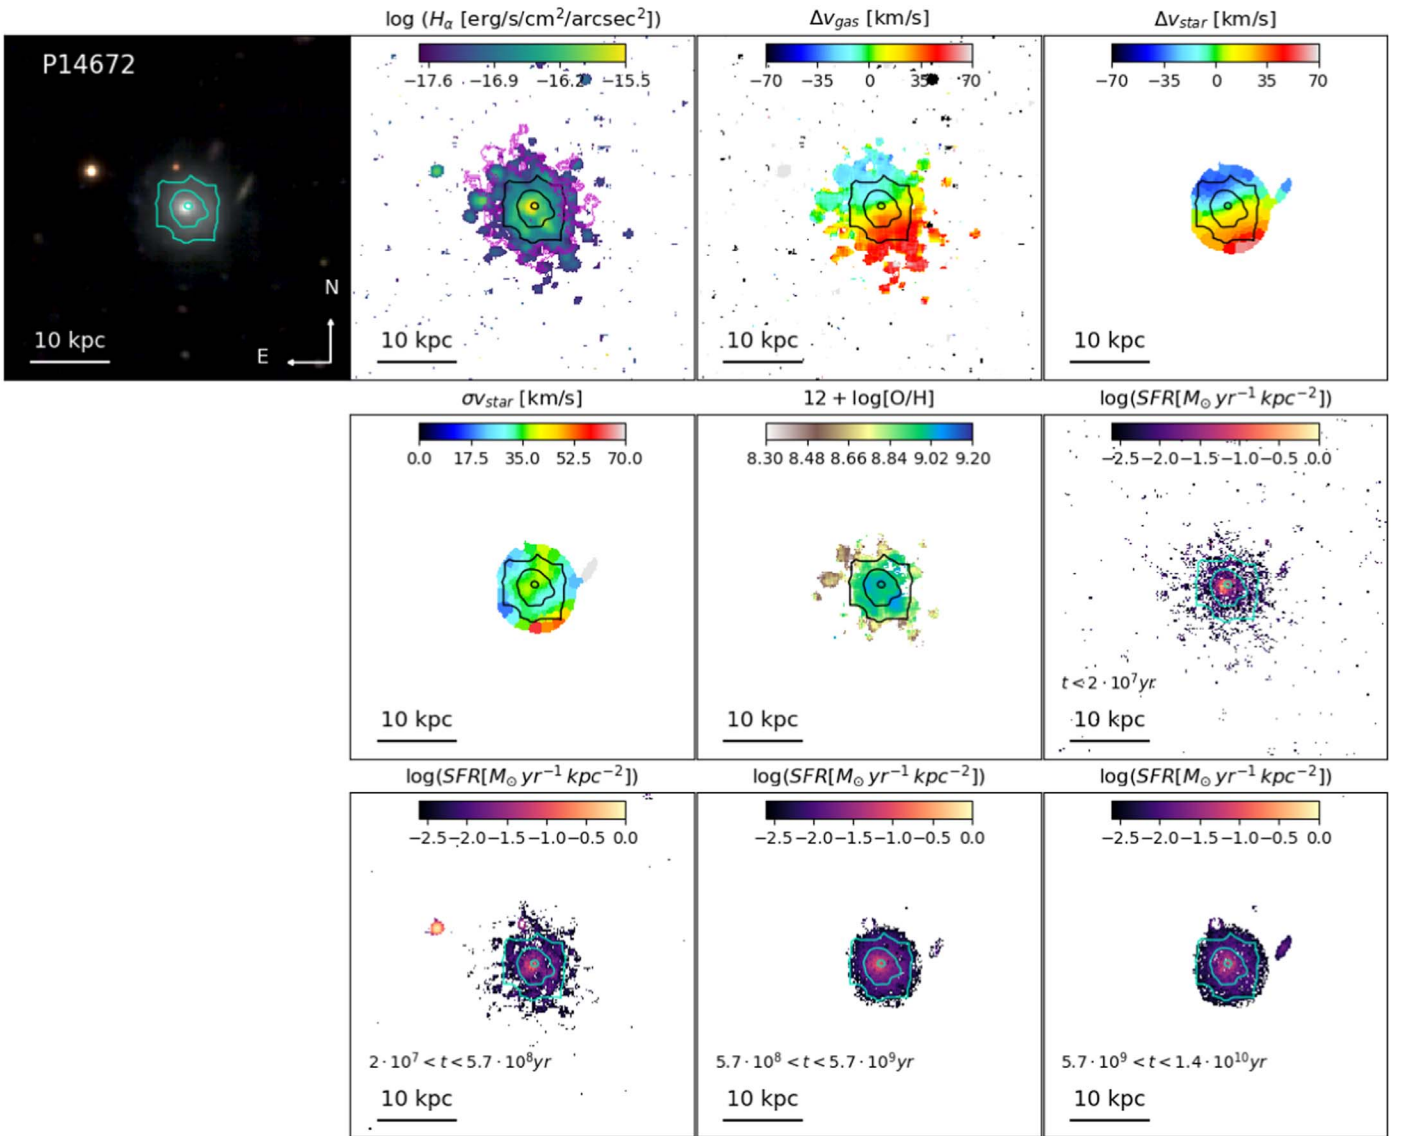 log (Hα [erg/s/cm²/arcsec²])
Δv_gas [km/s]
Δv_star [km/s]
P14672
−17.6 −16.9 −16.2 −15.5
−70 −35 0 35 70
−70 −35 0 35 70
N
E
10 kpc
10 kpc
10 kpc
10 kpc
σv_star [km/s]
12 + log[O/H]
log(SFR[M⊙ yr⁻¹ kpc⁻²])
0.0 17.5 35.0 52.5 70.0
8.30 8.48 8.66 8.84 9.02 9.20
−2.5 −2.0 −1.5 −1.0 −0.5 0.0
t < 2 · 10⁷yr
10 kpc
10 kpc
10 kpc
log(SFR[M⊙ yr⁻¹ kpc⁻²])
log(SFR[M⊙ yr⁻¹ kpc⁻²])
log(SFR[M⊙ yr⁻¹ kpc⁻²])
−2.5 −2.0 −1.5 −1.0 −0.5 0.0
−2.5 −2.0 −1.5 −1.0 −0.5 0.0
−2.5 −2.0 −1.5 −1.0 −0.5 0.0
2 · 10⁷ < t < 5.7 · 10⁸yr
5.7 · 10⁸ < t < 5.7 · 10⁹yr
5.7 · 10⁹ < t < 1.4 · 10¹⁰yr
10 kpc
10 kpc
10 kpc